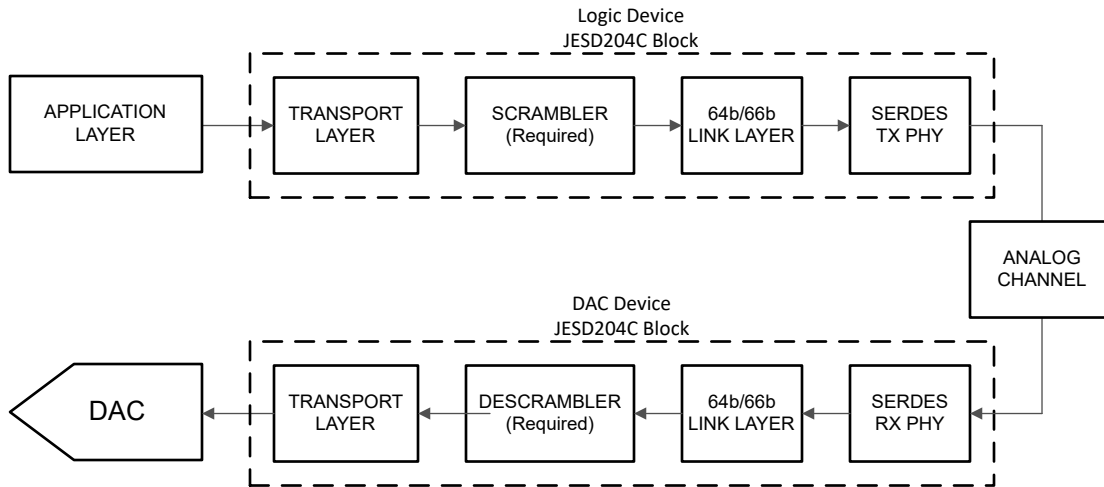 Logic Device
JESD204C Block
APPLICATION
LAYER
TRANSPORT
LAYER
SCRAMBLER
(Required)
64b/66b
LINK LAYER
SERDES
TX PHY
ANALOG
CHANNEL
DAC Device
JESD204C Block
DAC
TRANSPORT
LAYER
DESCRAMBLER
(Required)
64b/66b
LINK LAYER
SERDES
RX PHY